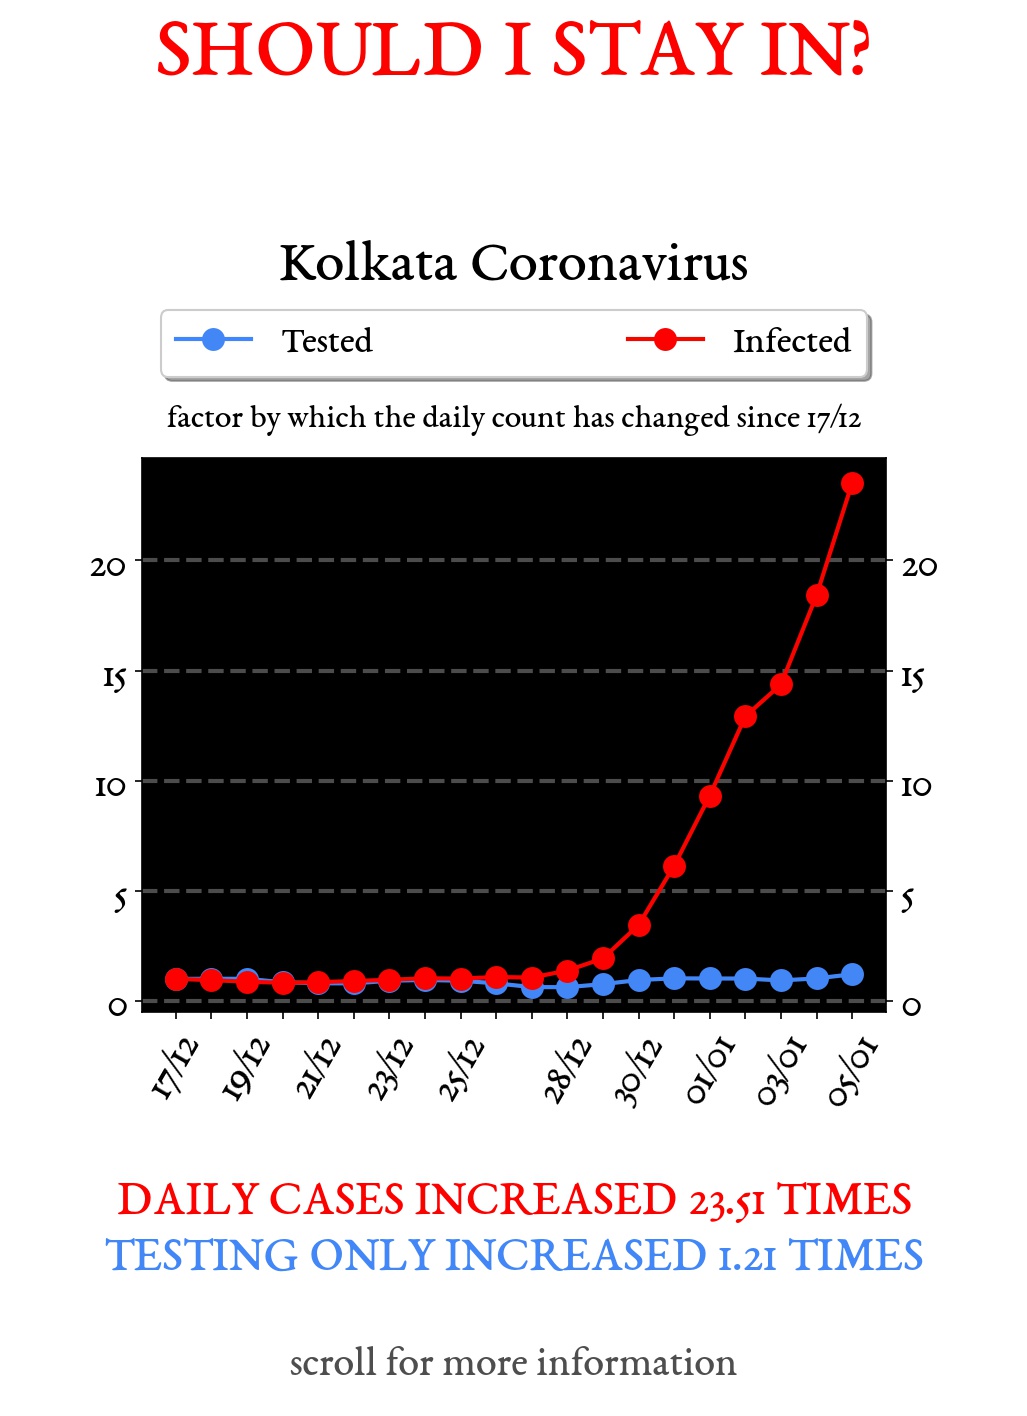 SHOULD I STAY IN?
Kolkata Coronavirus
Tested Infected
factor by which the daily count has changed since 17/12
20 20
15 15
10 10
5 5
0 0
17/12 19/12 21/12 23/12 25/12 28/12 30/12 01/01 03/01 05/01
DAILY CASES INCREASED 23.51 TIMES
TESTING ONLY INCREASED 1.21 TIMES
scroll for more information